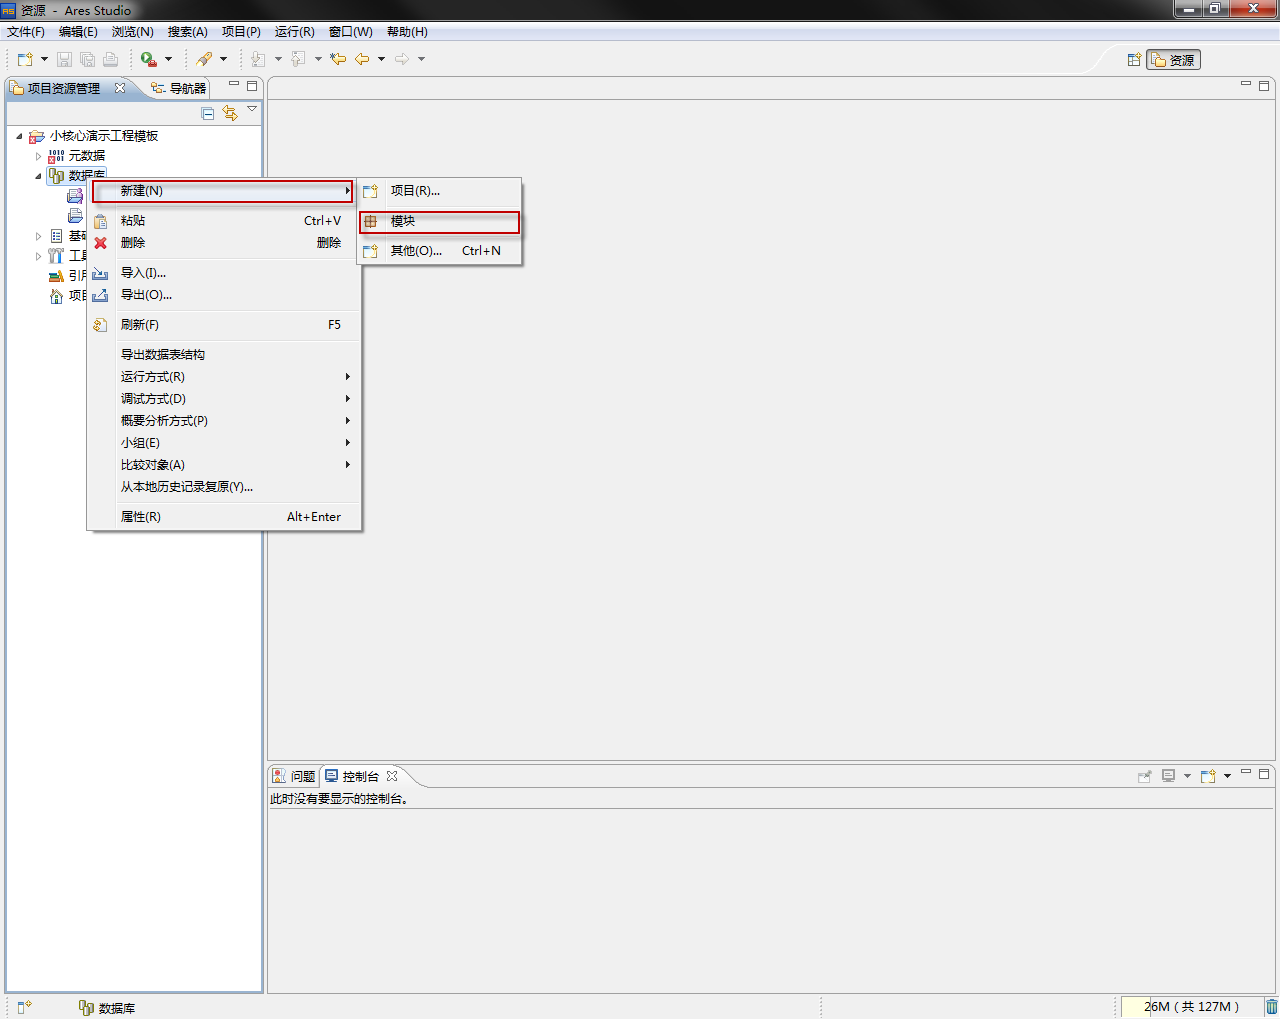 资源 - Ares Studio
文件(F) 编辑(E) 浏览(N) 搜索(A) 项目(P) 运行(R) 窗口(W) 帮助(H)
资源
项目资源管理 导航器
小核心演示工程模板
元数据
数据库
新建(N)
项目(R)...
粘贴 Ctrl+V
模块
删除 删除
其他(O)... Ctrl+N
导入(I)...
导出(O)...
刷新(F) F5
导出数据表结构
运行方式(R)
调试方式(D)
概要分析方式(P)
小组(E)
比较对象(A)
从本地历史记录复原(Y)...
属性(R) Alt+Enter
工
引
项
问题 控制台
此时没有要显示的控制台。
数据库
26M（共 127M）